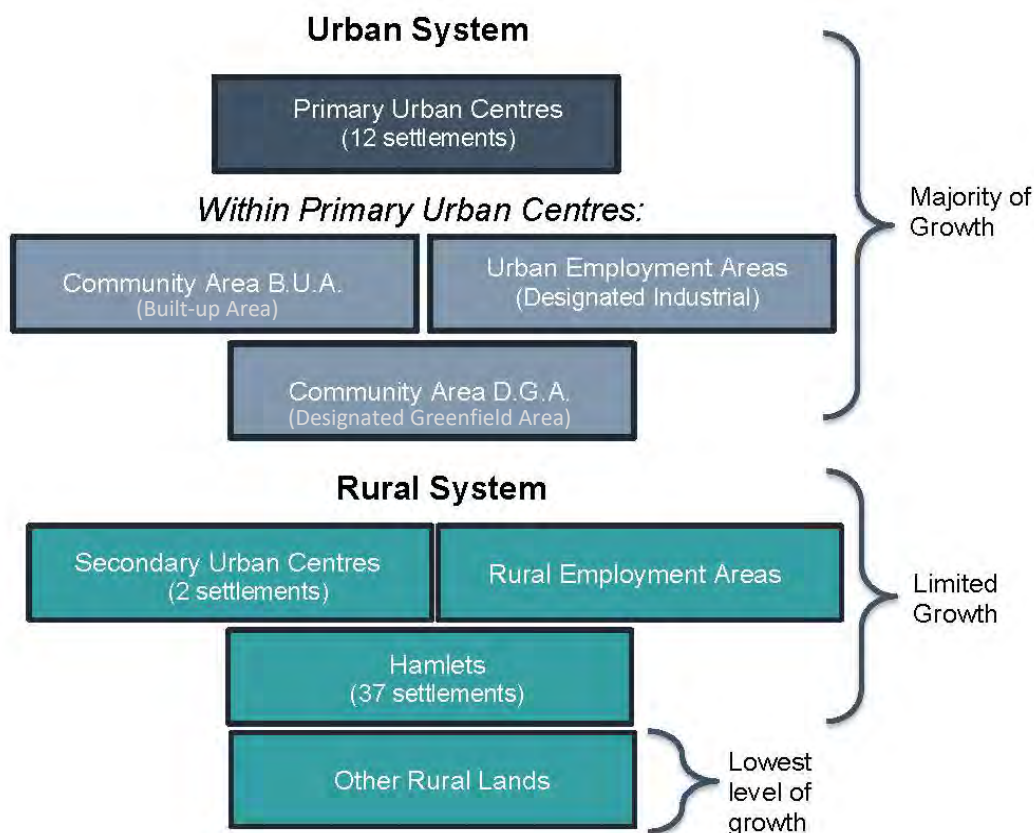 Urban System
Primary Urban Centres
(12 settlements)
Within Primary Urban Centres:
Community Area B.U.A.
(Built-up Area)
Urban Employment Areas
(Designated Industrial)
Community Area D.G.A.
(Designated Greenfield Area)
Majority of
Growth
Rural System
Secondary Urban Centres
(2 settlements)
Rural Employment Areas
Hamlets
(37 settlements)
Limited
Growth
Other Rural Lands
Lowest
level of
growth